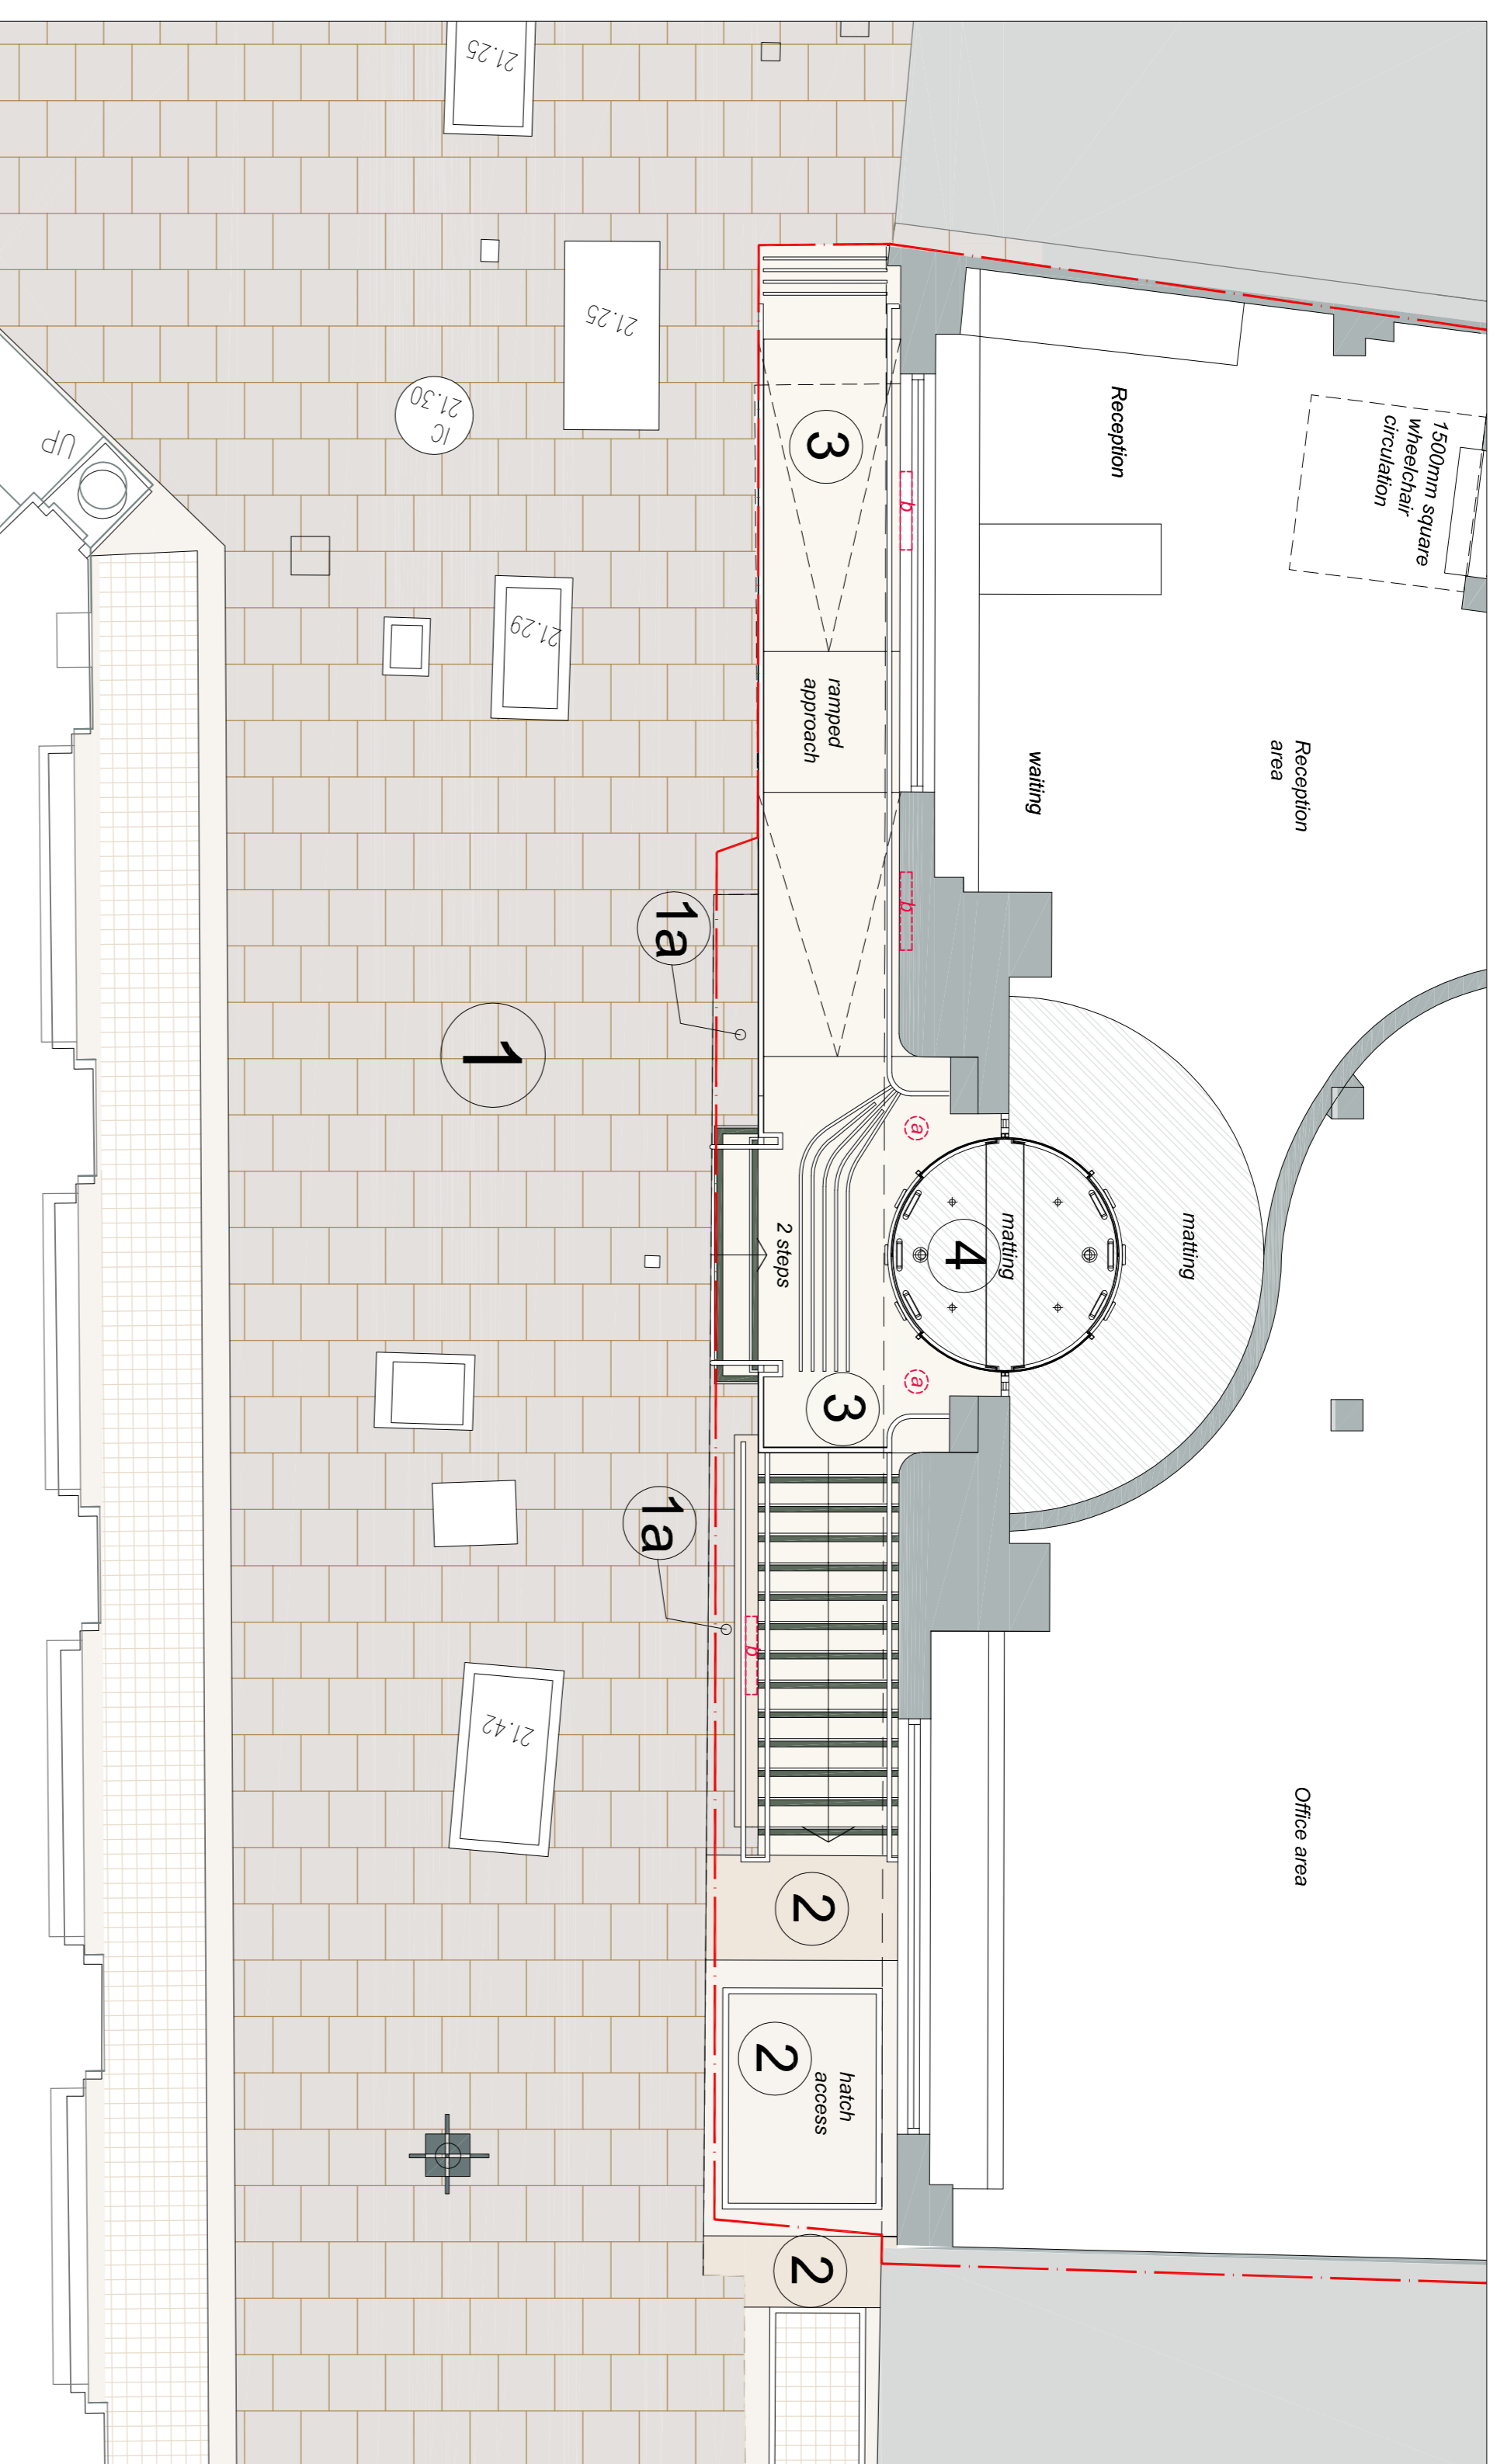 1500mm square
wheelchair
circulation
Reception
Reception
area
waiting
Office area
matting
matting
4
a
a
b
b
b
3
ramped
approach
2 steps
3
2
hatch
access
2
2
1a
1a
1
21.25
21.25
IC
21.30
21.29
21.42
UP